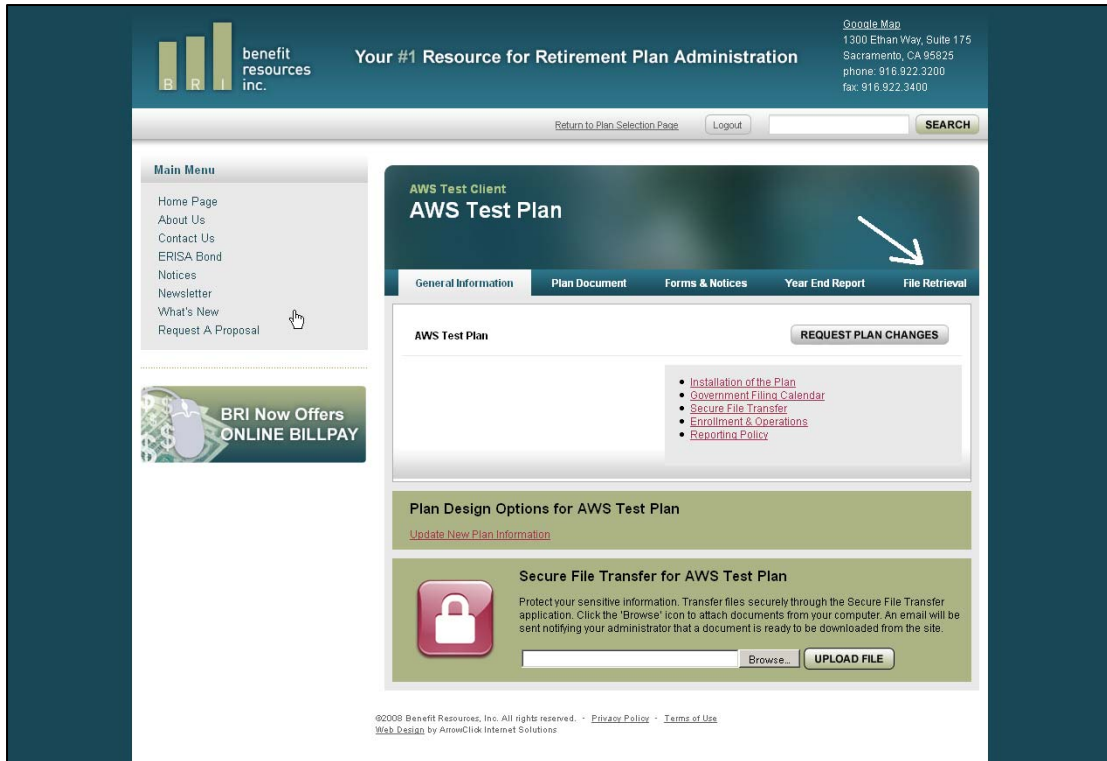 B R I
benefit
resources
inc.
Your #1 Resource for Retirement Plan Administration
Google Map
1300 Ethan Way, Suite 175
Sacramento, CA 95825
phone: 916.922.3200
fax: 916.922.3400
Return to Plan Selection Page
Logout
SEARCH
Main Menu
Home Page
About Us
Contact Us
ERISA Bond
Notices
Newsletter
What's New
Request A Proposal
BRI Now Offers
ONLINE BILLPAY
AWS Test Client
AWS Test Plan
General Information Plan Document Forms & Notices Year End Report File Retrieval
AWS Test Plan
REQUEST PLAN CHANGES
Installation of the Plan
Government Filing Calendar
Secure File Transfer
Enrollment & Operations
Reporting Policy
Plan Design Options for AWS Test Plan
Update New Plan Information
Secure File Transfer for AWS Test Plan
Protect your sensitive information. Transfer files securely through the Secure File Transfer
application. Click the 'Browse' icon to attach documents from your computer. An email will be
sent notifying your administrator that a document is ready to be downloaded from the site.
Browse... UPLOAD FILE
©2008 Benefit Resources, Inc. All rights reserved. - Privacy Policy - Terms of Use
Web Design by ArrowClick Internet Solutions